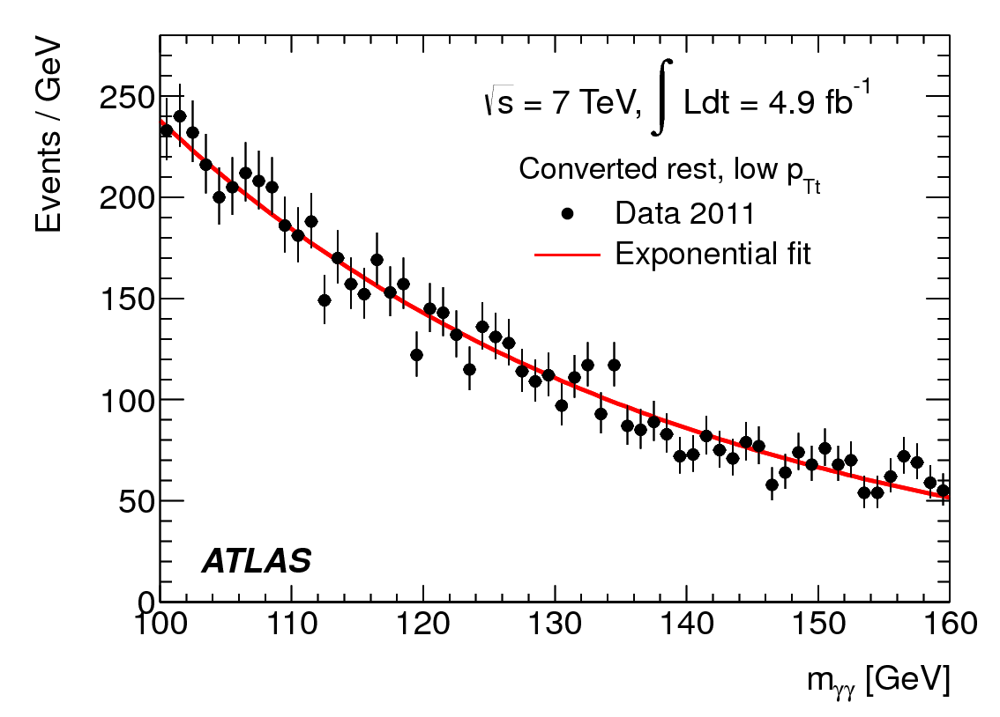 Events / GeV
250
200
150
100
50
0
√s = 7 TeV, ∫ Ldt = 4.9 fb⁻¹
Converted rest, low p_Tt
Data 2011
Exponential fit
ATLAS
100 110 120 130 140 150 160
m_γγ [GeV]